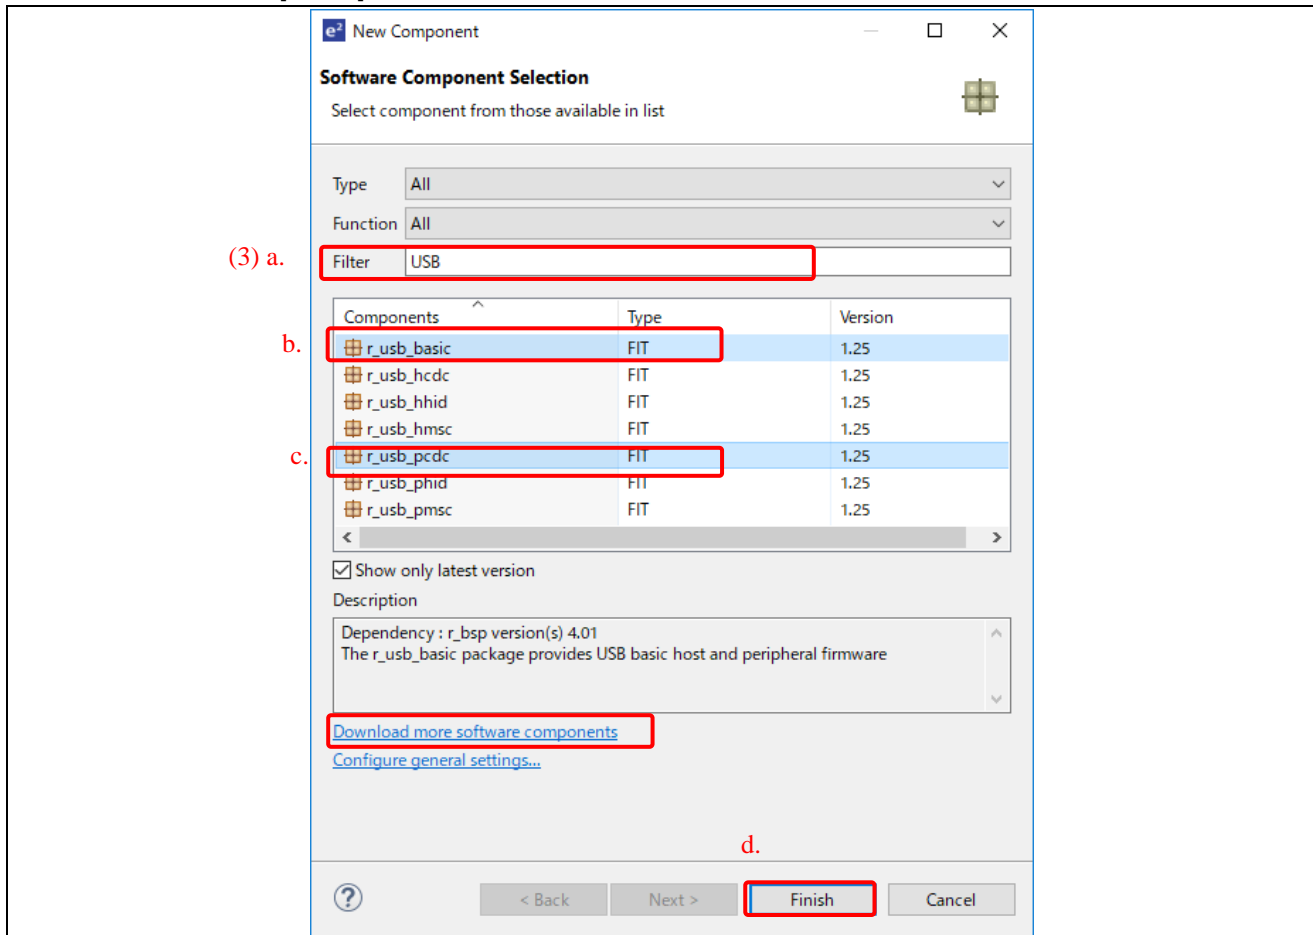 e² New Component
Software Component Selection
Select component from those available in list
Type All
Function All
(3) a. Filter USB
Components Type Version
b. r_usb_basic FIT 1.25
r_usb_hcdc FIT 1.25
r_usb_hhid FIT 1.25
r_usb_hmsc FIT 1.25
c. r_usb_pcdc FIT 1.25
r_usb_phid FIT 1.25
r_usb_pmsc FIT 1.25
Show only latest version
Description
Dependency : r_bsp version(s) 4.01
The r_usb_basic package provides USB basic host and peripheral firmware
Download more software components
Configure general settings...
d.
? < Back Next > Finish Cancel